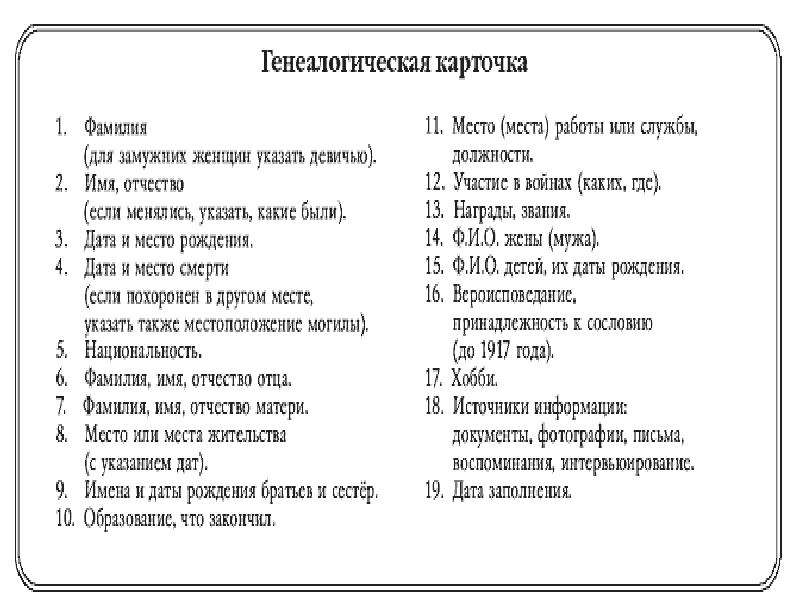 Генеалогическая карточка
1. Фамилия
(для замужних женщин указать девичью).
2. Имя, отчество
(если менялись, указать, какие были).
3. Дата и место рождения.
4. Дата и место смерти
(если похоронен в другом месте,
указать также местоположение могилы).
5. Национальность.
6. Фамилия, имя, отчество отца.
7. Фамилия, имя, отчество матери.
8. Место или места жительства
(с указанием дат).
9. Имена и даты рождения братьев и сестёр.
10. Образование, что закончил.
11. Место (места) работы или службы,
должности.
12. Участие в войнах (каких, где).
13. Награды, звания.
14. Ф.И.О. жены (мужа).
15. Ф.И.О. детей, их даты рождения.
16. Вероисповедание,
принадлежность к сословию
(до 1917 года).
17. Хобби.
18. Источники информации:
документы, фотографии, письма,
воспоминания, интервьюирование.
19. Дата заполнения.